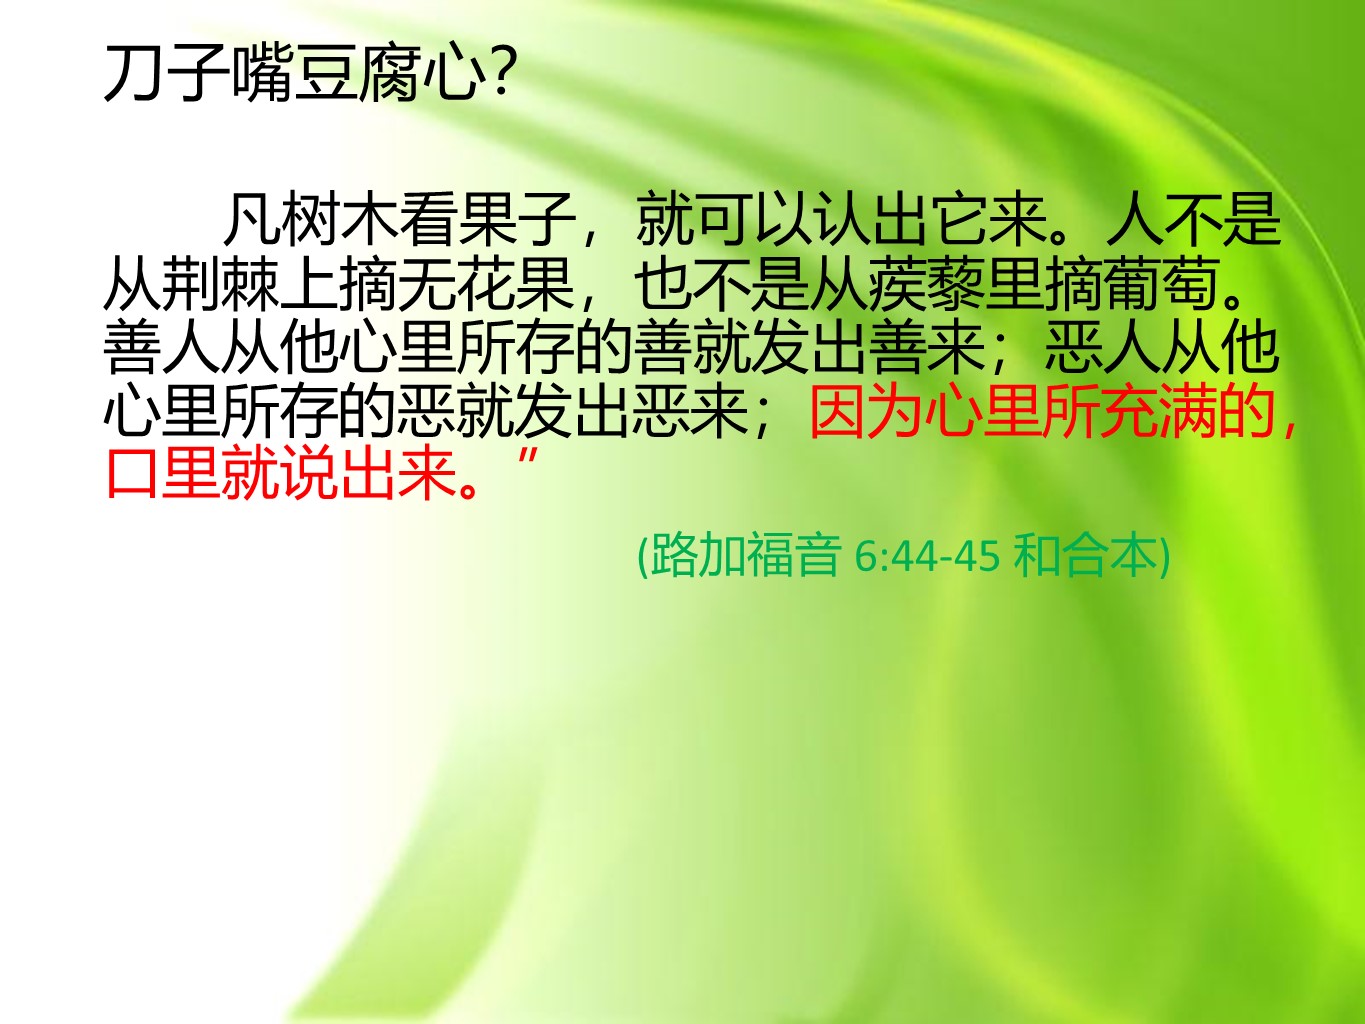 刀子嘴豆腐心?
凡树木看果子，就可以认出它来。人不是
从荆棘上摘无花果，也不是从蒺藜里摘葡萄。
善人从他心里所存的善就发出善来；恶人从他
心里所存的恶就发出恶来；因为心里所充满的，
口里就说出来。”
(路加福音 6:44-45 和合本)